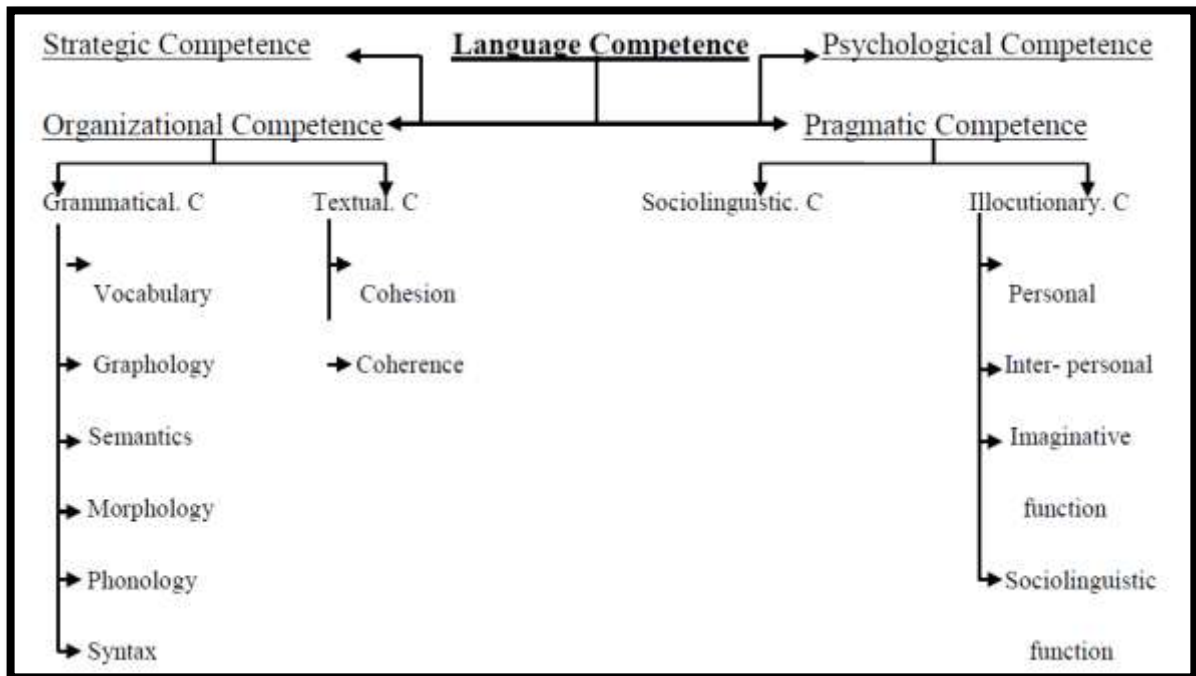 Strategic Competence Language Competence Psychological Competence
Organizational Competence Pragmatic Competence
Grammatical. C Textual. C Sociolinguistic. C Illocutionary. C
Vocabulary Cohesion Personal
Graphology Coherence Inter- personal
Semantics Imaginative
Morphology function
Phonology Sociolinguistic
Syntax function